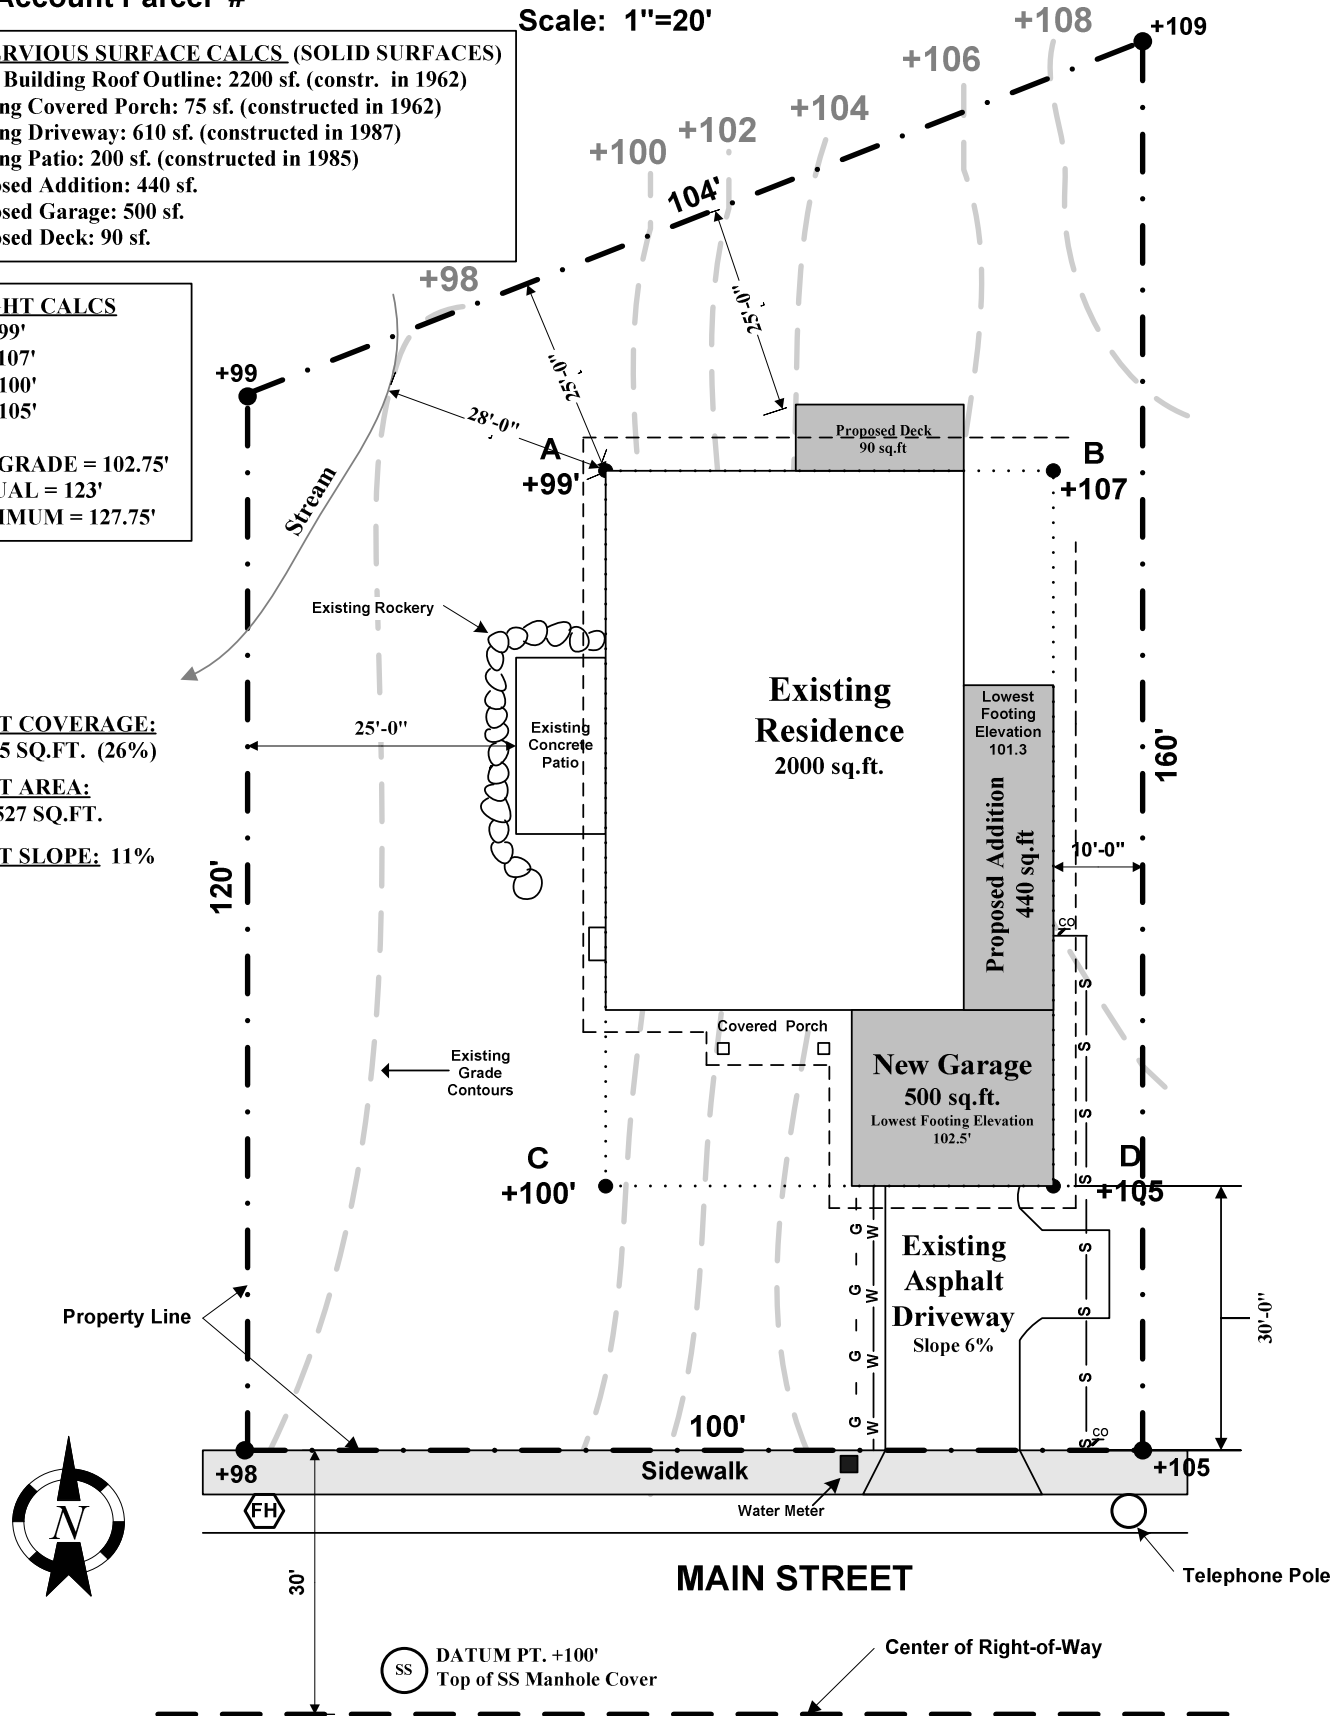 Account Parcel #
Scale: 1"=20'
ERVIOUS SURFACE CALCS (SOLID SURFACES)
Building Roof Outline: 2200 sf. (constr. in 1962)
ng Covered Porch: 75 sf. (constructed in 1962)
ng Driveway: 610 sf. (constructed in 1987)
ng Patio: 200 sf. (constructed in 1985)
osed Addition: 440 sf.
osed Garage: 500 sf.
osed Deck: 90 sf.
+108
+109
+106
+104
+102
+100
104'
+98
GHT CALCS
99'
107'
100'
105'
GRADE = 102.75'
UAL = 123'
IMUM = 127.75'
+99
25'-0"
25'-0"
28'-0"
Stream
A
+99'
Proposed Deck
90 sq.ft
B
+107
Existing Rockery
Existing
Residence
2000 sq.ft.
Lowest
Footing
Elevation
101.3
Proposed Addition
440 sq.ft
Existing
Concrete
Patio
25'-0"
160'
10'-0"
T COVERAGE:
5 SQ.FT. (26%)
T AREA:
527 SQ.FT.
T SLOPE: 11%
120'
CO
S
S
S
S
S
S
S
S
Covered Porch
New Garage
500 sq.ft.
Lowest Footing Elevation
102.5'
Existing
Grade
Contours
C
+100'
D
+105
G
G
G
G
W
W
W
W
Existing
Asphalt
Driveway
Slope 6%
30'-0"
Property Line
100'
CO
+98
Sidewalk
+105
N
FH
Water Meter
30'
MAIN STREET
Telephone Pole
SS
DATUM PT. +100'
Top of SS Manhole Cover
Center of Right-of-Way